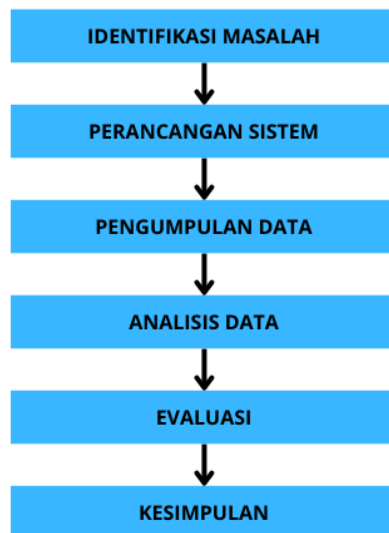 IDENTIFIKASI MASALAH
PERANCANGAN SISTEM
PENGUMPULAN DATA
ANALISIS DATA
EVALUASI
KESIMPULAN